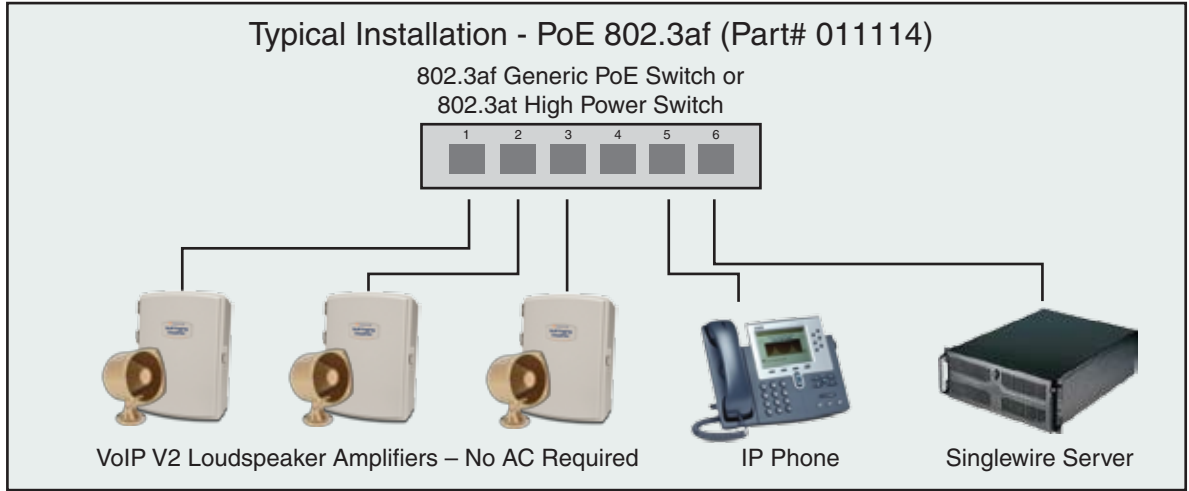 Typical Installation - PoE 802.3af (Part# 011114)
802.3af Generic PoE Switch or
802.3at High Power Switch
1 2 3 4 5 6
VoIP V2 Loudspeaker Amplifiers – No AC Required
IP Phone
Singlewire Server